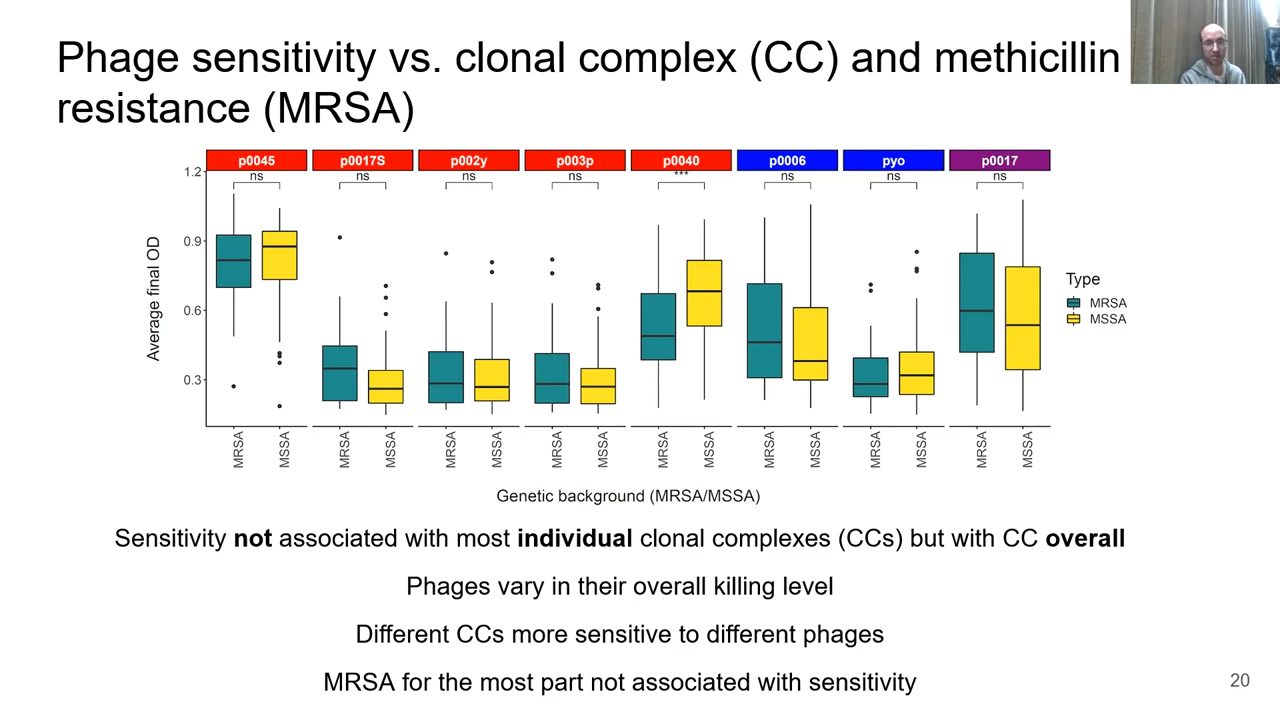 Phage sensitivity vs. clonal complex (CC) and methicillin
resistance (MRSA)
p0045 p0017S p002y p003p p0040 p0006 pyo p0017
ns ns ns ns *** ns ns ns
1.2
0.9
0.6
0.3
Average final OD
MRSA MSSA MRSA MSSA MRSA MSSA MRSA MSSA MRSA MSSA MRSA MSSA MRSA MSSA MRSA MSSA
Genetic background (MRSA/MSSA)
Type
MRSA
MSSA
Sensitivity not associated with most individual clonal complexes (CCs) but with CC overall
Phages vary in their overall killing level
Different CCs more sensitive to different phages
MRSA for the most part not associated with sensitivity
20